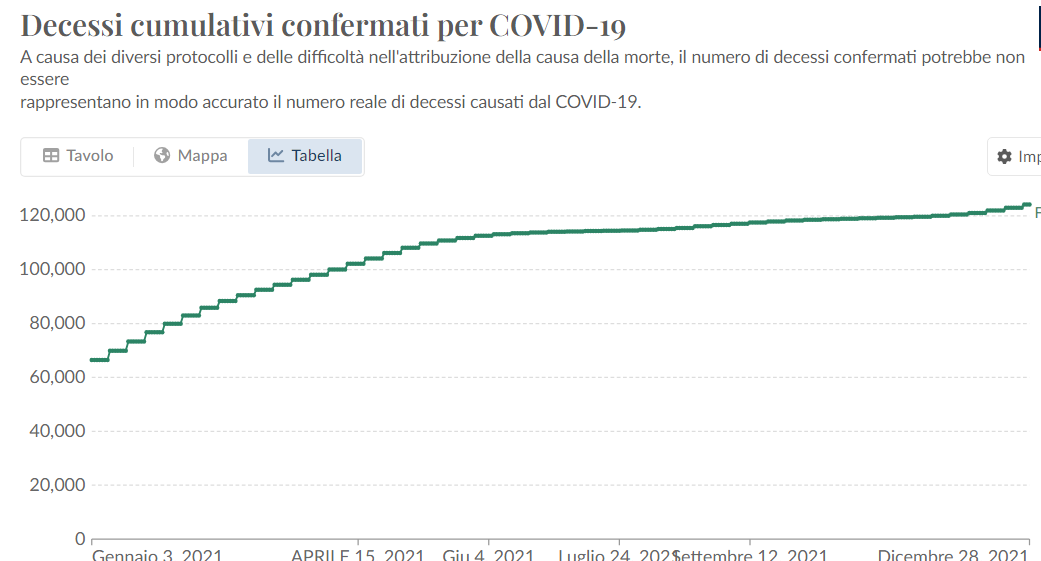 Decessi cumulativi confermati per COVID-19
A causa dei diversi protocolli e delle difficoltà nell'attribuzione della causa della morte, il numero di decessi confermati potrebbe non
essere
rappresentano in modo accurato il numero reale di decessi causati dal COVID-19.
Tavolo Mappa Tabella Imp
120,000
F
100,000
80,000
60,000
40,000
20,000
0
Gennaio 3, 2021 APRILE 15, 2021 Giu 4, 2021 Luglio 24, 2021 Settembre 12, 2021 Dicembre 28, 2021